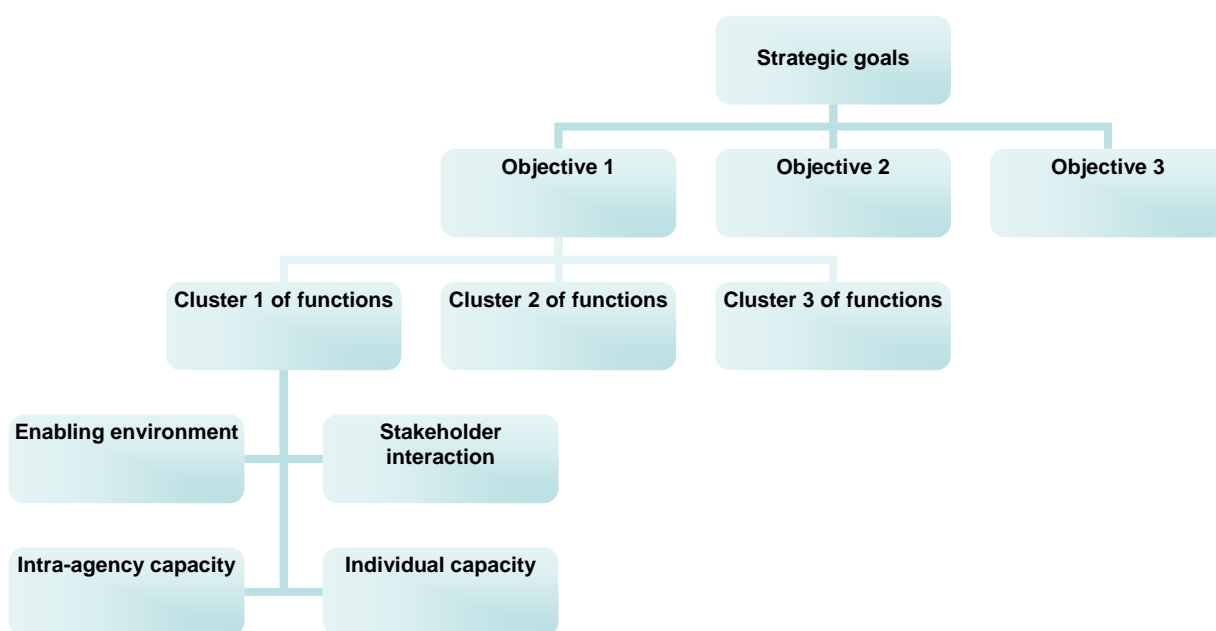 Strategic goals
Objective 1
Objective 2
Objective 3
Cluster 1 of functions
Cluster 2 of functions
Cluster 3 of functions
Enabling environment
Stakeholder
interaction
Intra-agency capacity
Individual capacity